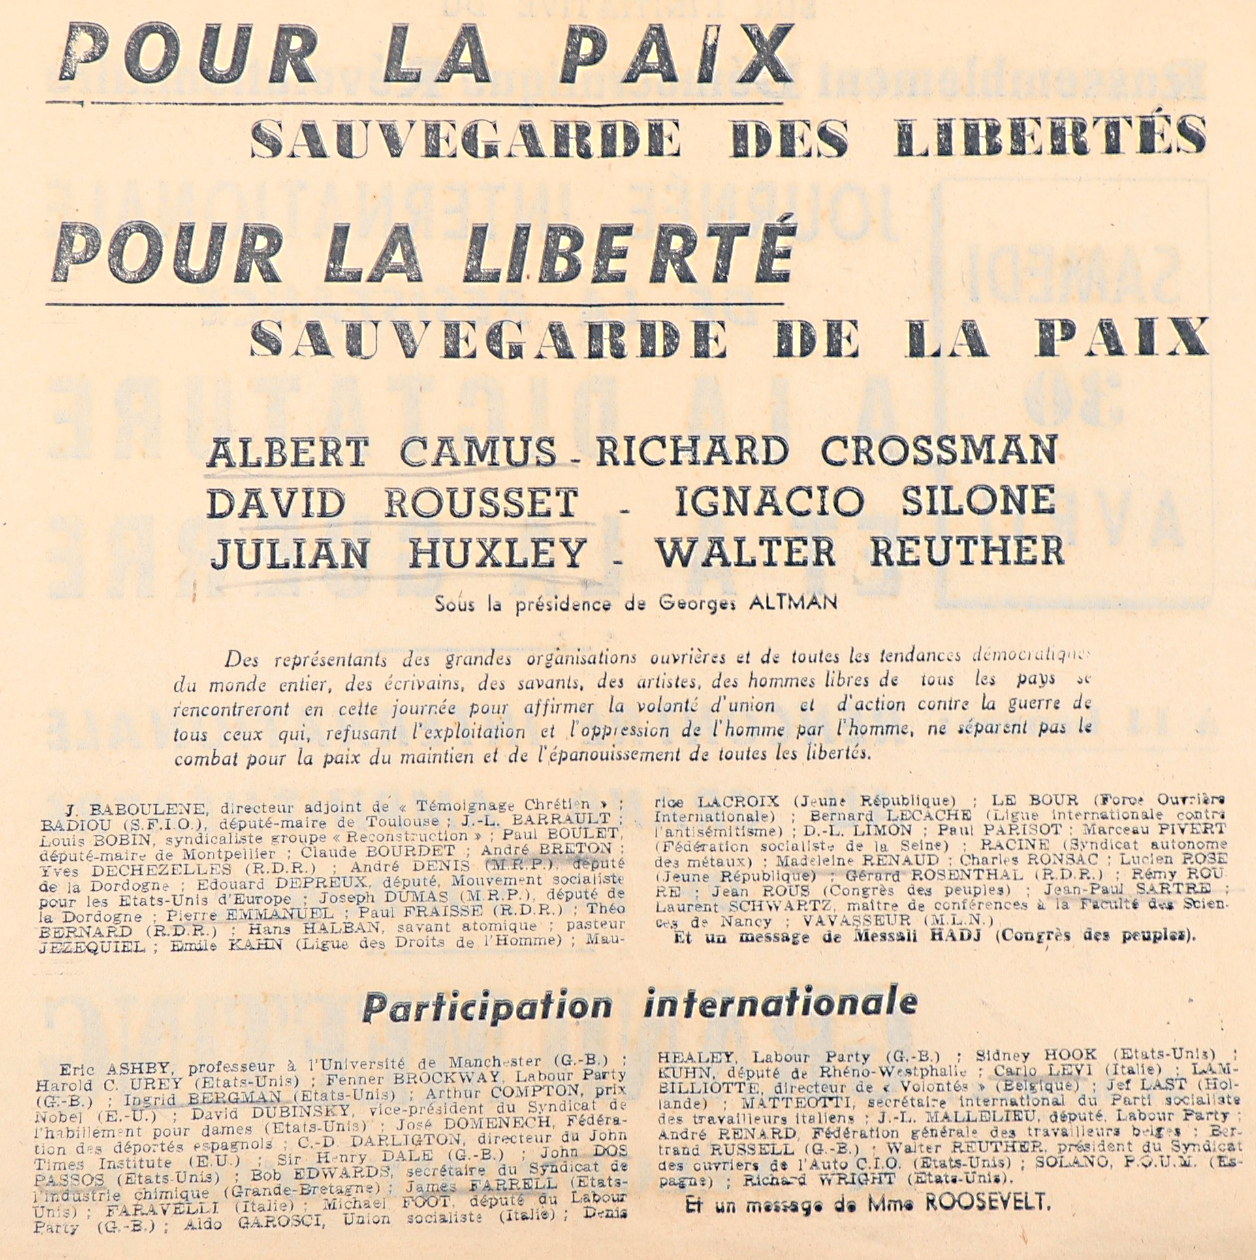 POUR LA PAIX
SAUVEGARDE DES LIBERTÉS
POUR LA LIBERTÉ
SAUVEGARDE DE LA PAIX
ALBERT CAMUS - RICHARD CROSSMAN
DAVID ROUSSET - IGNACIO SILONE
JULIAN HUXLEY - WALTER REUTHER
Sous la présidence de Georges ALTMAN
Des représentants des grandes organisations ouvrières et de toutes les tendances démocratiques
du monde entier, des écrivains, des savants, des artistes, des hommes libres de tous les pays se
rencontreront en cette journée pour affirmer la volonté d'union et d'action contre la guerre de
tous ceux qui, refusant l'exploitation et l'oppression de l'homme par l'homme, ne séparent pas le
combat pour la paix du maintien et de l'épanouissement de toutes les libertés.
J. BABOULENE, directeur adjoint de « Témoignage Chrétien » ;
BADIOU (S.F.I.O.), député-maire de Toulouse ; J.-L. BARRAULT ;
Louis BOBIN, syndicaliste groupe « Reconstruction » ; Paul BOULET,
député-maire de Montpellier ; Claude BOURDET ; André BRETON ;
Yves DECHEZELLES (R.D.R.) ; André DENIS (M.R.P.), député
de la Dordogne ; Edouard DEPREUX, député, Mouvement socialiste
pour les Etats-Unis d'Europe ; Joseph DUMAS (M.R.P.), député de
la Dordogne ; Pierre EMMANUEL ; Paul FRAISSE (R.D.R.) ; Théo
BERNARD (R.D.R.) ; Hans HALBAN, savant atomique ; pasteur
JEZEQUIEL ; Emile KAHN (Ligue des Droits de l'Homme) ; Mau-
rice LACROIX (Jeune République) ; LE BOUR (Force Ouvrière
Internationale) ; Bernard LECACHE (Ligue internationale contre
l'antisémitisme) ; D.-L. LIMON ; Paul PARISOT ; Marceau PIVERT
(Fédération socialiste de la Seine) ; RACINE (Syndicat autonome
des métaux) ; Madeleine RENAUD ; Charles RONSAC ; Lucien ROSE
(Jeune République) ; Gérard ROSENTHAL (R.D.R.) ; Rémy ROU
RE ; Jean ROUS (Congrès des peuples) ; Jean-Paul SARTRE ;
Laurent SCHWARTZ, maître de conférences à la Faculté des Scien-
ces de Nancy ; VAVASSEUR (M.L.N.)
Et un message de Messali HADJ (Congrès des peuples).
Participation internationale
Eric ASHBY, professeur à l'Université de Manchester (G.-B.) ;
Harold C. UREY (Etats-Unis) ; Fenner BROCKWAY, Labour Party
(G.-B.) ; Ingrid BERGMAN (Etats-Unis) ; Arthur COMPTON, prix
Nobel (E.-U.) ; David DUBINSKY, vice-président du Syndicat de
l'habillement pour dames (Etats-Unis) ; José DOMENECH, Fédéra-
tion des déportés espagnols ; C.-D. DARLIGTON, directeur du John
Times Institute (E.U.) ; Sir Henry DALE (G.-B.) ; John DOS
PASSOS (Etats-Unis) ; Bob EDWARDS, secrétaire du Syndicat de
l'industrie chimique (Grande-Bretagne) ; James FARRELL (Etats-
Unis) ; FARAVELLI (Italie) ; Michael FOOT, député du Labour
Party (G.-B.) ; Aldo GAROSCI, Union socialiste (Italie) ; Denis
HEALEY, Labour Party (G.-B.) ; Sidney HOOK (Etats-Unis) ;
KUHN, député de Rhéno-Westphalie ; Carlo LEVI (Italie) ; LAM-
BILLIOTTE, directeur de « Volontés » (Belgique) ; Jef LAST (Hol-
lande) ; MATTEOTTI, secrétaire international du Parti socialiste
des travailleurs italiens ; J.-L. MALLELIEU, député, Labour Party ;
André RENARD, Fédération générale des travailleurs belges ; Ber-
trand RUSSELL (G.-B.) ; Walter REUTHER, président du Syndicat
des ouvriers de l'Auto C.I.O. (Etats-Unis) ; SOLANO, P.O.U.M. (Es-
pagne) ; Richard WRIGHT (Etats-Unis).
Et un message de Mme ROOSEVELT.